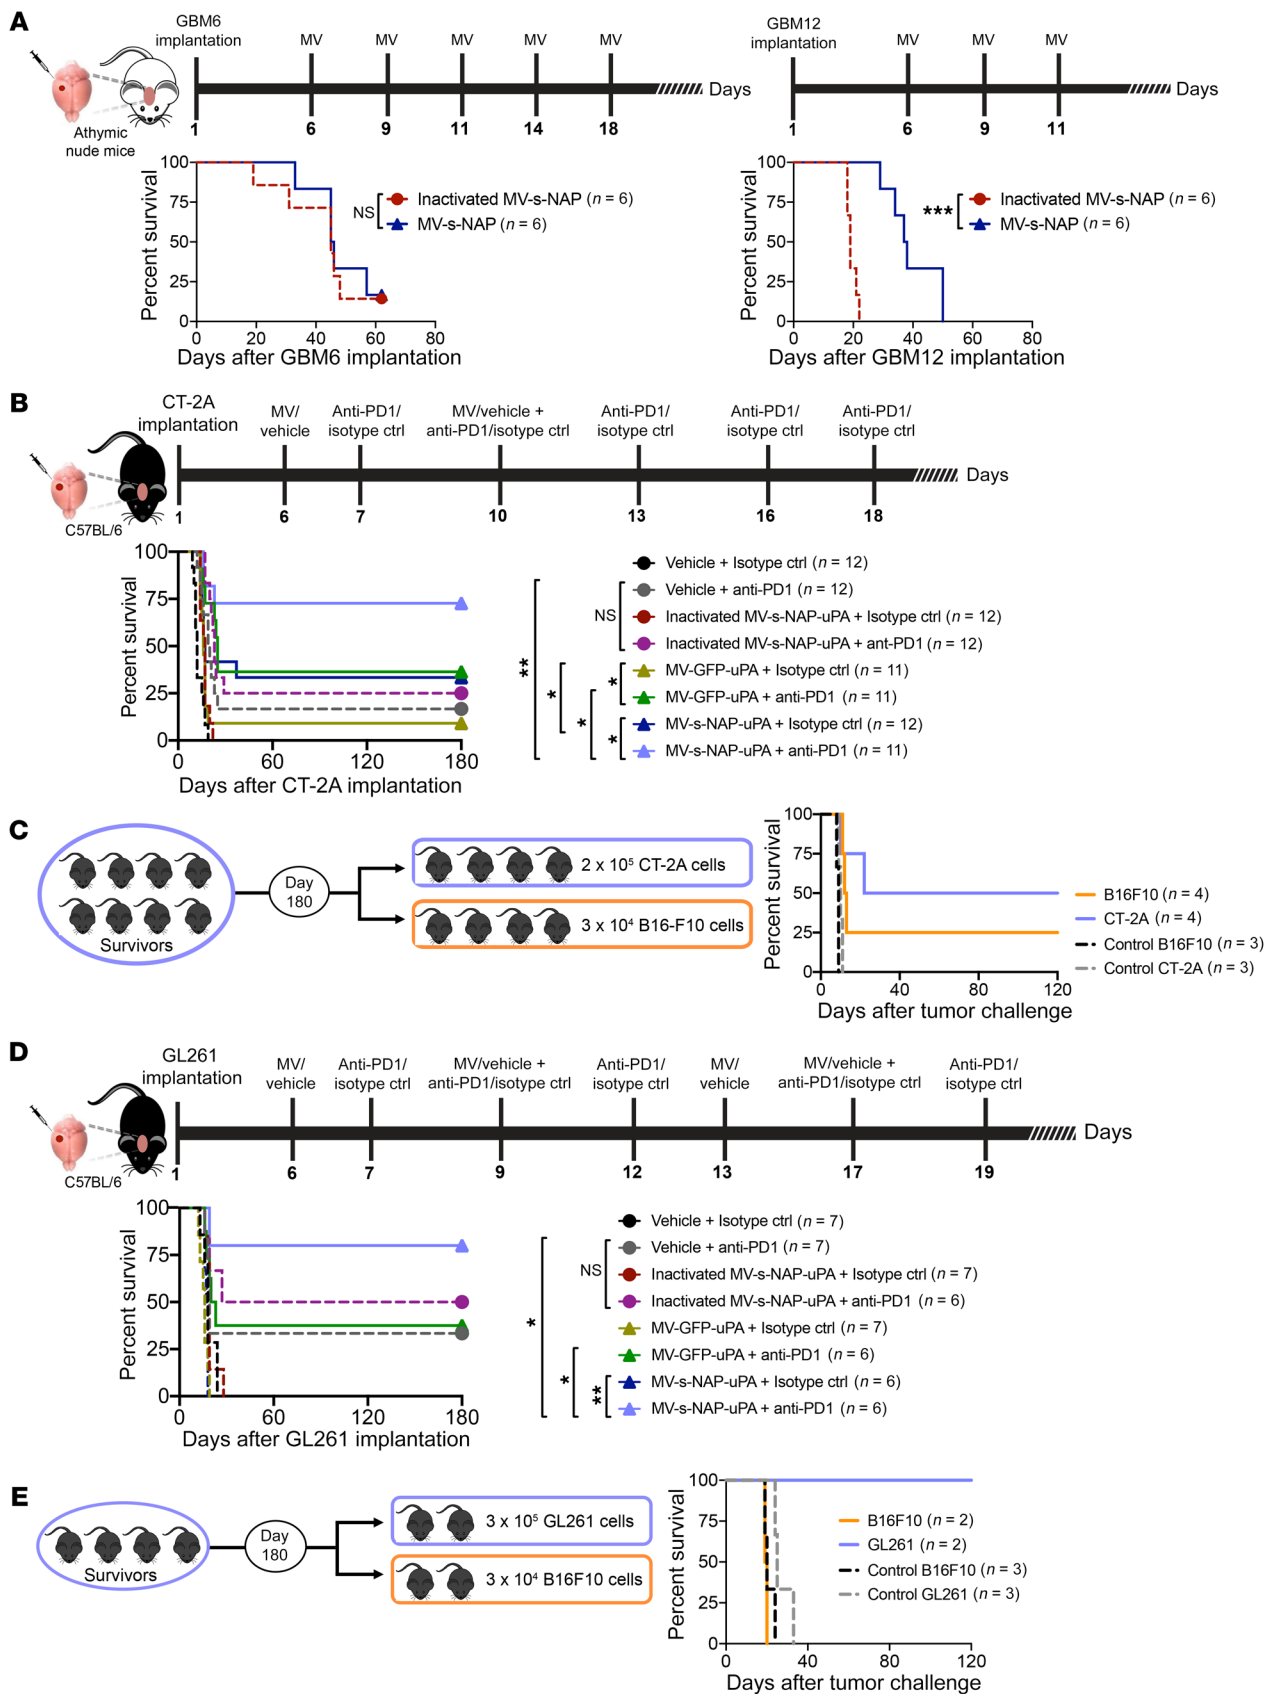 A
GBM6
implantation
MV
MV
MV
MV
MV
Days
1
6
9
11
14
18
Athymic
nude mice
GBM12
implantation
MV
MV
MV
Days
1
6
9
11
Percent survival
100
75
50
25
0
0
20
40
60
80
Days after GBM6 implantation
NS
Inactivated MV-s-NAP (n = 6)
MV-s-NAP (n = 6)
Percent survival
100
75
50
25
0
0
20
40
60
80
Days after GBM12 implantation
***
Inactivated MV-s-NAP (n = 6)
MV-s-NAP (n = 6)
B
CT-2A
implantation
MV/
vehicle
Anti-PD1/
isotype ctrl
MV/vehicle +
anti-PD1/isotype ctrl
Anti-PD1/
isotype ctrl
Anti-PD1/
isotype ctrl
Anti-PD1/
isotype ctrl
Days
1
6
7
10
13
16
18
C57BL/6
Percent survival
100
75
50
25
0
0
60
120
180
Days after CT-2A implantation
**
*
*
NS
*
*
Vehicle + Isotype ctrl (n = 12)
Vehicle + anti-PD1 (n = 12)
Inactivated MV-s-NAP-uPA + Isotype ctrl (n = 12)
Inactivated MV-s-NAP-uPA + ant-PD1 (n = 12)
MV-GFP-uPA + Isotype ctrl (n = 11)
MV-GFP-uPA + anti-PD1 (n = 11)
MV-s-NAP-uPA + Isotype ctrl (n = 12)
MV-s-NAP-uPA + anti-PD1 (n = 11)
C
Survivors
Day
180
2 x 10⁵ CT-2A cells
3 x 10⁴ B16-F10 cells
Percent survival
100
75
50
25
0
0
40
80
120
Days after tumor challenge
B16F10 (n = 4)
CT-2A (n = 4)
Control B16F10 (n = 3)
Control CT-2A (n = 3)
D
GL261
implantation
MV/
vehicle
Anti-PD1/
isotype ctrl
MV/vehicle +
anti-PD1/isotype ctrl
Anti-PD1/
isotype ctrl
MV/
vehicle
MV/vehicle +
anti-PD1/isotype ctrl
Anti-PD1/
isotype ctrl
Days
1
6
7
9
12
13
17
19
C57BL/6
Percent survival
100
75
50
25
0
0
60
120
180
Days after GL261 implantation
*
*
NS
**
Vehicle + Isotype ctrl (n = 7)
Vehicle + anti-PD1 (n = 7)
Inactivated MV-s-NAP-uPA + Isotype ctrl (n = 7)
Inactivated MV-s-NAP-uPA + anti-PD1 (n = 6)
MV-GFP-uPA + Isotype ctrl (n = 7)
MV-GFP-uPA + anti-PD1 (n = 6)
MV-s-NAP-uPA + Isotype ctrl (n = 6)
MV-s-NAP-uPA + anti-PD1 (n = 6)
E
Survivors
Day
180
3 x 10⁵ GL261 cells
3 x 10⁴ B16F10 cells
Percent survival
100
75
50
25
0
0
40
80
120
Days after tumor challenge
B16F10 (n = 2)
GL261 (n = 2)
Control B16F10 (n = 3)
Control GL261 (n = 3)